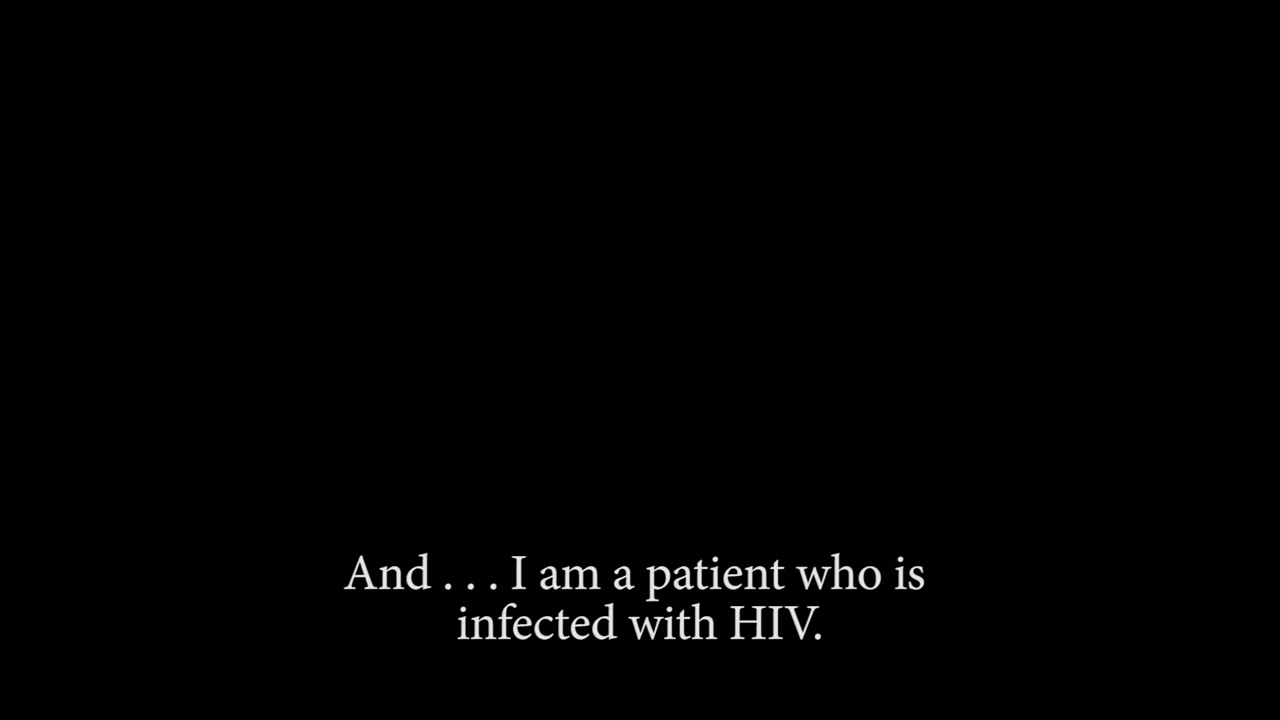 And . . . I am a patient who is
infected with HIV.